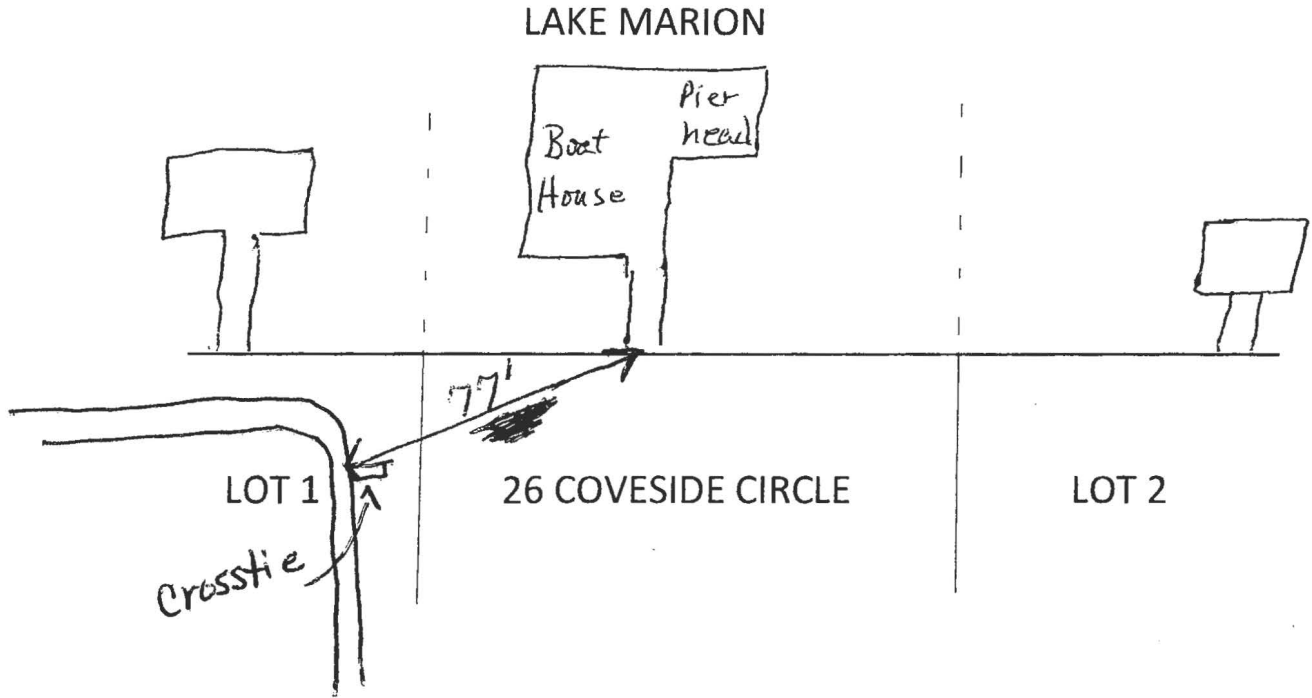 LAKE MARION
Pier
head
Boat
House
77'
LOT 1
26 COVESIDE CIRCLE
LOT 2
Crosstie